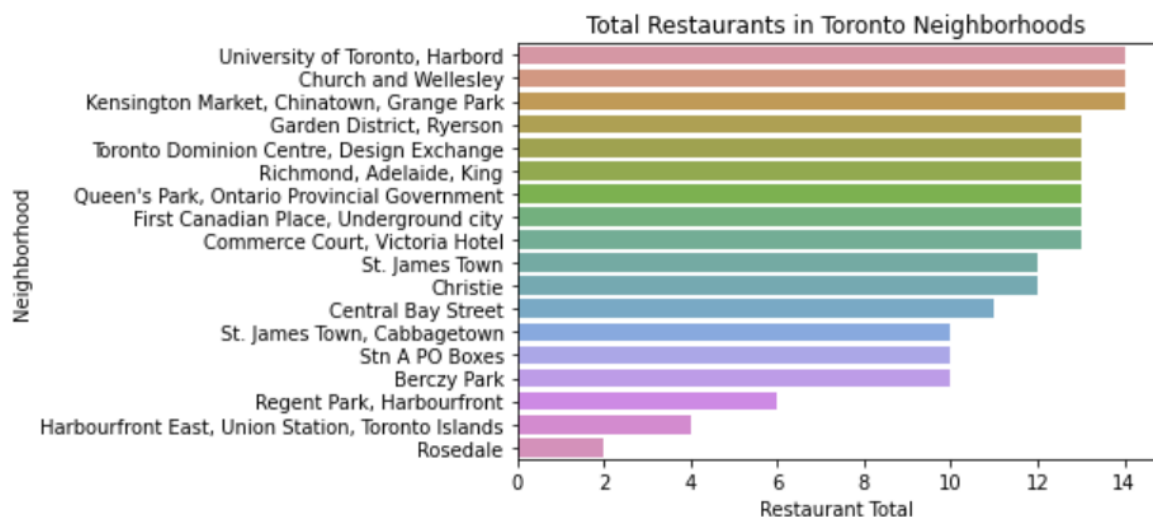 Total Restaurants in Toronto Neighborhoods
University of Toronto, Harbord
Church and Wellesley
Kensington Market, Chinatown, Grange Park
Garden District, Ryerson
Toronto Dominion Centre, Design Exchange
Richmond, Adelaide, King
Queen's Park, Ontario Provincial Government
First Canadian Place, Underground city
Commerce Court, Victoria Hotel
St. James Town
Christie
Central Bay Street
St. James Town, Cabbagetown
Stn A PO Boxes
Berczy Park
Regent Park, Harbourfront
Harbourfront East, Union Station, Toronto Islands
Rosedale
Neighborhood
0 2 4 6 8 10 12 14
Restaurant Total